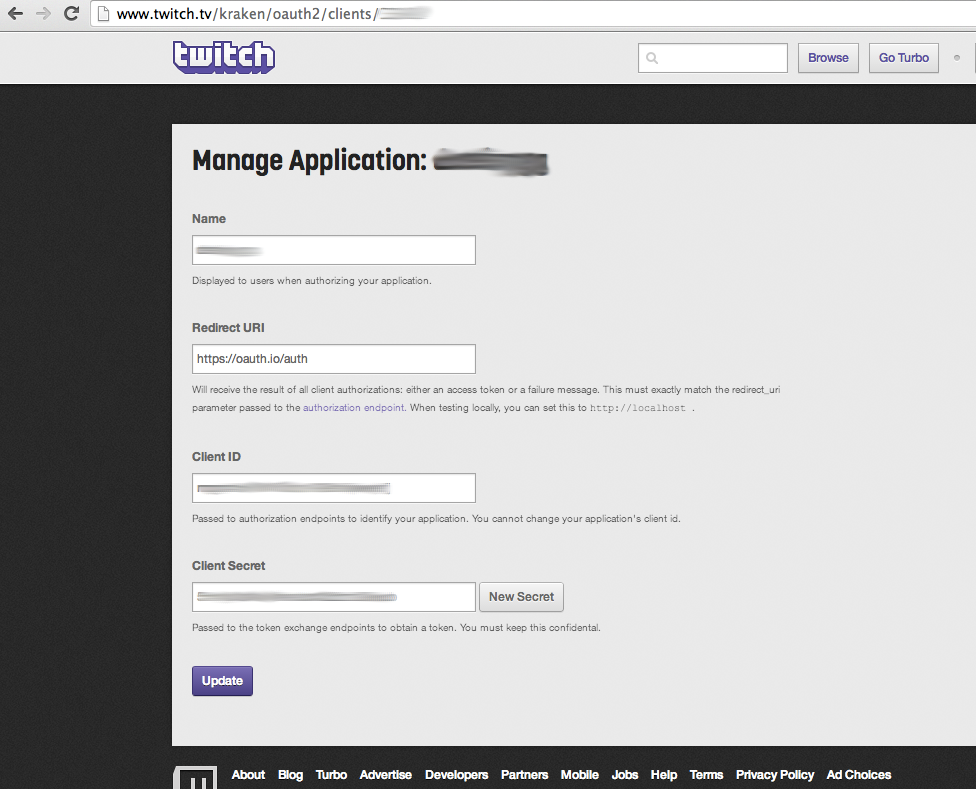 www.twitch.tv/kraken/oauth2/clients/
twitch
Browse
Go Turbo
Manage Application:
Name
Displayed to users when authorizing your application.
Redirect URI
https://oauth.io/auth
Will receive the result of all client authorizations: either an access token or a failure message. This must exactly match the redirect_uri
parameter passed to the authorization endpoint. When testing locally, you can set this to http://localhost .
Client ID
Passed to authorization endpoints to identify your application. You cannot change your application's client id.
Client Secret
New Secret
Passed to the token exchange endpoints to obtain a token. You must keep this confidental.
Update
About Blog Turbo Advertise Developers Partners Mobile Jobs Help Terms Privacy Policy Ad Choices